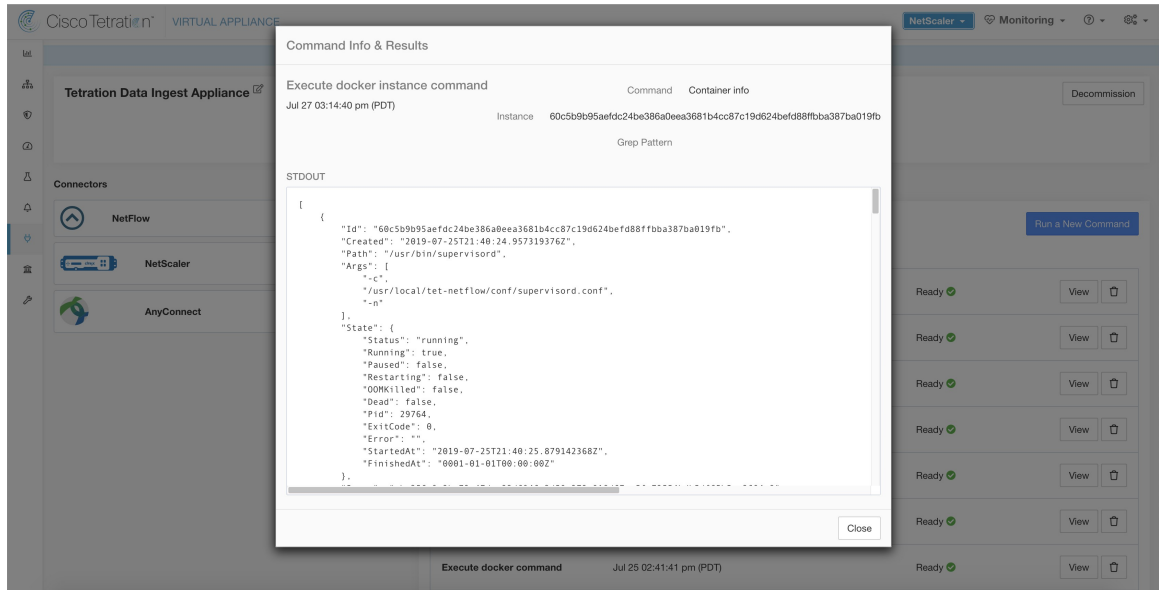 Cisco Tetration™ VIRTUAL APPLIANCE
NetScaler
Monitoring
Tetration Data Ingest Appliance
Decommission
Connectors
NetFlow
NetScaler
AnyConnect
Run a New Command
Command Info & Results
Execute docker instance command
Jul 27 03:14:40 pm (PDT)
Command Container info
Instance 60c5b9b95aefdc24be386a0eea3681b4cc87c19d624befd88ffbba387ba019fb
Grep Pattern
STDOUT
[
{
"Id": "60c5b9b95aefdc24be386a0eea3681b4cc87c19d624befd88ffbba387ba019fb",
"Created": "2019-07-25T21:40:24.957319376Z",
"Path": "/usr/bin/supervisord",
"Args": [
"-c",
"/usr/local/tet-netflow/conf/supervisord.conf",
"-n"
],
"State": {
"Status": "running",
"Running": true,
"Paused": false,
"Restarting": false,
"OOMKilled": false,
"Dead": false,
"Pid": 29764,
"ExitCode": 0,
"Error": "",
"StartedAt": "2019-07-25T21:40:25.879142368Z",
"FinishedAt": "0001-01-01T00:00:00Z"
},
Close
Ready View
Ready View
Ready View
Ready View
Ready View
Ready View
Execute docker command Jul 25 02:41:41 pm (PDT) Ready View